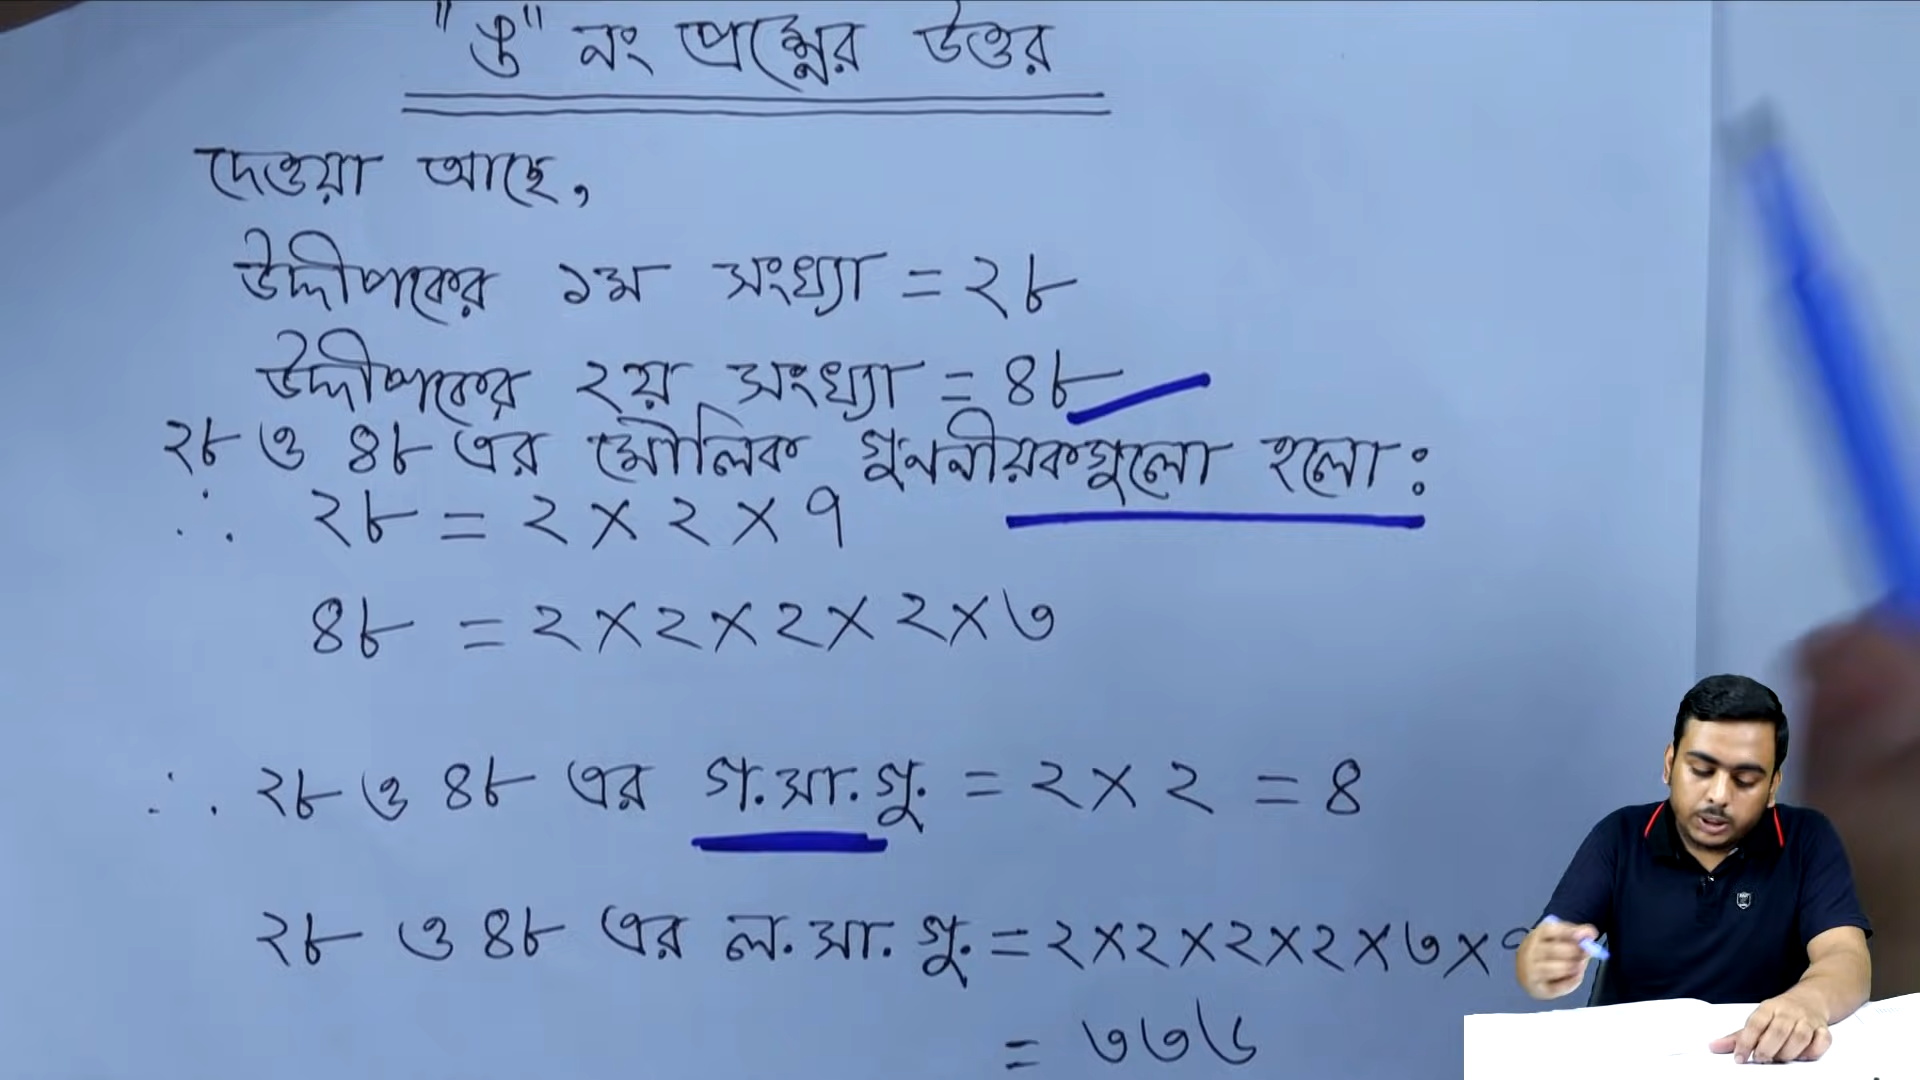 "ঙ" নং প্রশ্নের উত্তর
দেওয়া আছে,
উদ্দীপকের ১ম সংখ্যা = ২৮
উদ্দীপকের ২য় সংখ্যা = ৪৮
২৮ ও ৪৮ এর মৌলিক গুননীয়কগুলো হলো:
∴ ২৮ = ২ × ২ × ৭
৪৮ = ২ × ২ × ২ × ২ × ৩
∴ ২৮ ও ৪৮ এর গ.সা.গু. = ২ × ২ = ৪
২৮ ও ৪৮ এর ল.সা.গু. = ২ × ২ × ২ × ২ × ৩ ×
= ৩৩৬